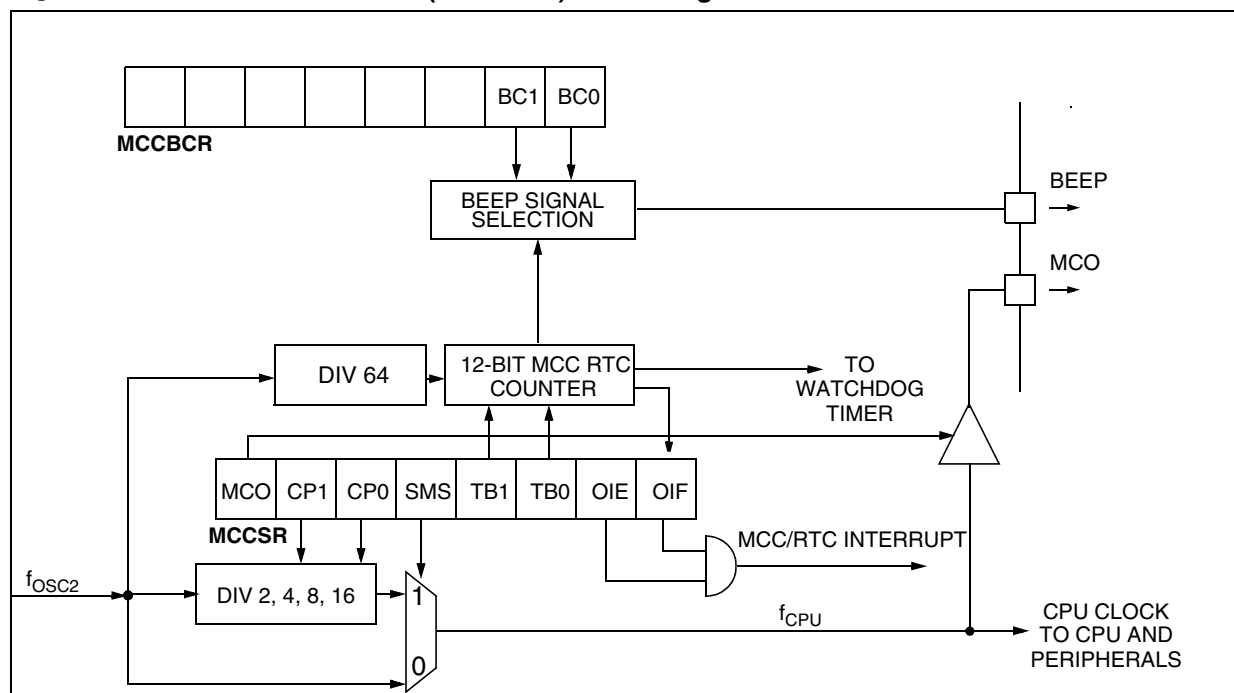 BC1 BC0
MCCBCR
BEEP SIGNAL
SELECTION
BEEP
MCO
DIV 64
12-BIT MCC RTC
COUNTER
TO
WATCHDOG
TIMER
MCO CP1 CP0 SMS TB1 TB0 OIE OIF
MCCSR
MCC/RTC INTERRUPT
fOSC2
DIV 2, 4, 8, 16
1
0
fCPU
CPU CLOCK
TO CPU AND
PERIPHERALS